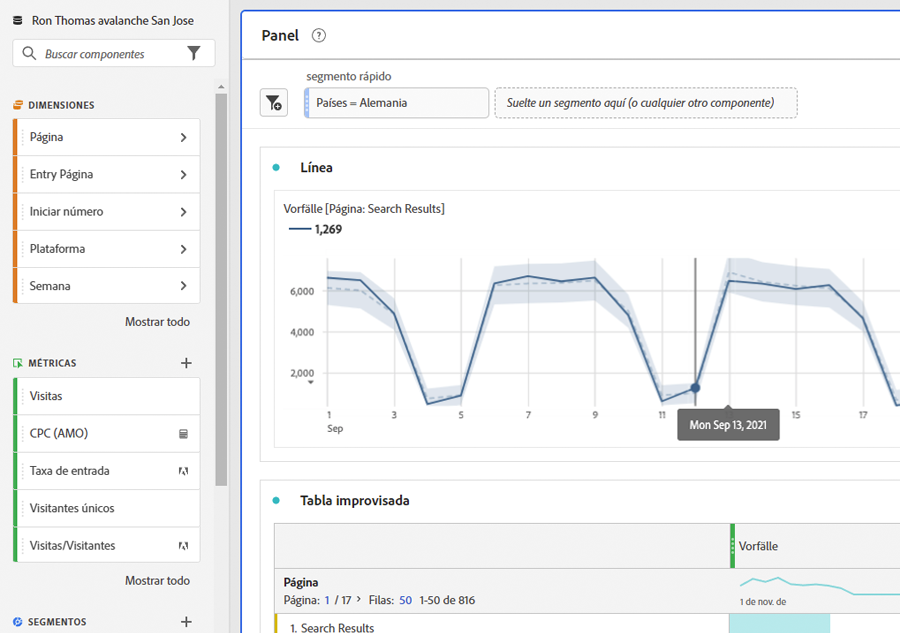 Ron Thomas avalanche San Jose
Buscar componentes
DIMENSIONES
Página
Entry Página
Iniciar número
Plataforma
Semana
Mostrar todo
MÉTRICAS
Visitas
CPC (AMO)
Taxa de entrada
Visitantes únicos
Visitas/Visitantes
Mostrar todo
SEGMENTOS
Panel
segmento rápido
Países = Alemania
Suelte un segmento aquí (o cualquier otro componente)
Línea
Vorfälle [Página: Search Results]
1,269
6,000
4,000
2,000
1 3 5 7 9 11 15 17
Sep
Mon Sep 13, 2021
Tabla improvisada
Vorfälle
Página
Página: 1 / 17 > Filas: 50 1-50 de 816
1 de nov. de
1. Search Results